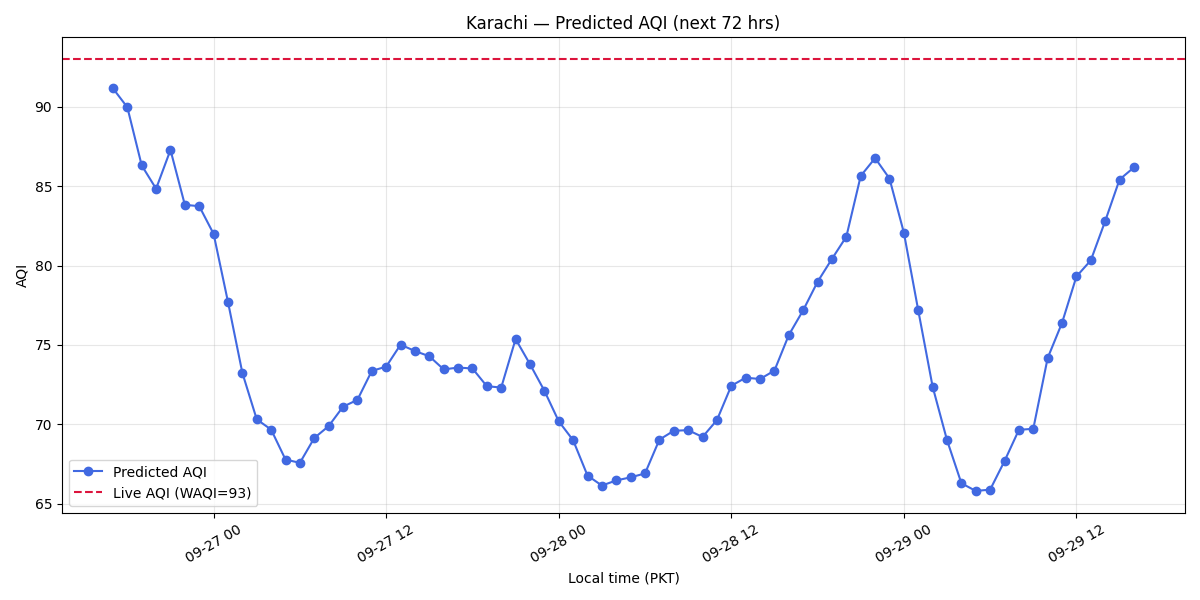 Karachi — Predicted AQI (next 72 hrs)
AQI
90
85
80
75
70
65
Predicted AQI
Live AQI (WAQI=93)
09-27 00
09-27 12
09-28 00
09-28 12
09-29 00
09-29 12
Local time (PKT)